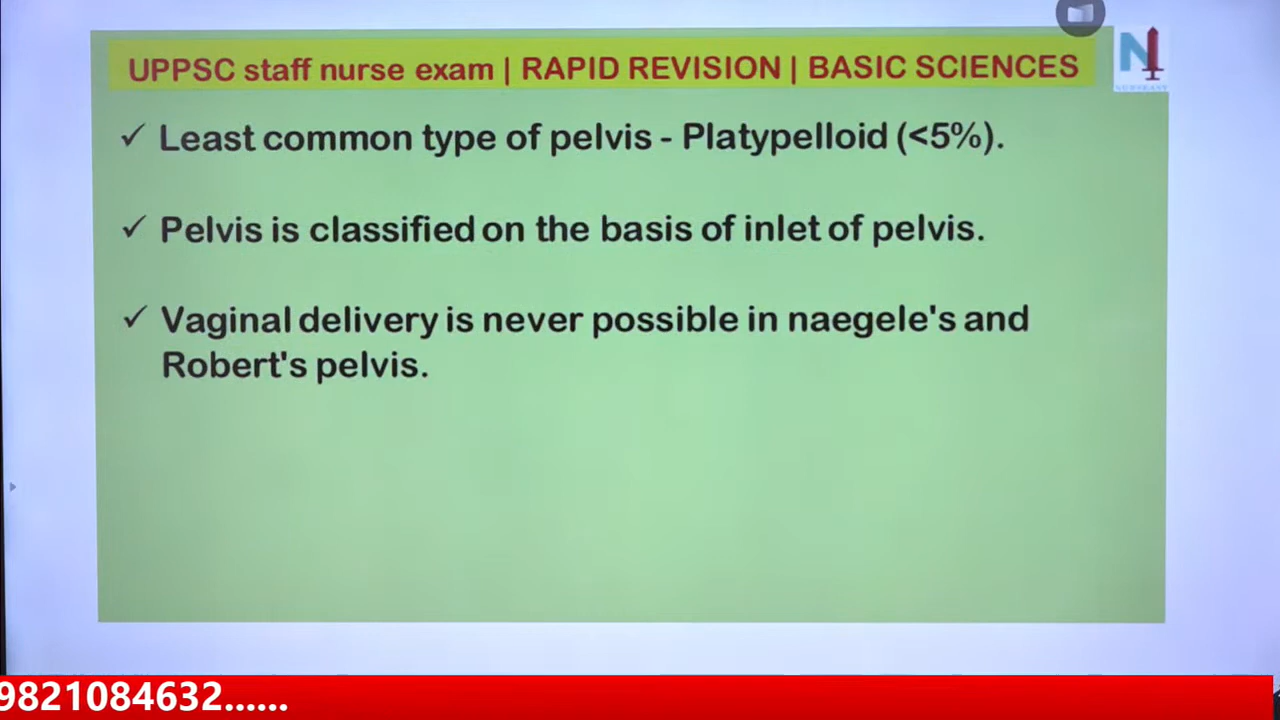 UPPSC staff nurse exam | RAPID REVISION | BASIC SCIENCES
✓ Least common type of pelvis - Platypelloid (<5%).
✓ Pelvis is classified on the basis of inlet of pelvis.
✓ Vaginal delivery is never possible in naegele's and
Robert's pelvis.
9821084632......